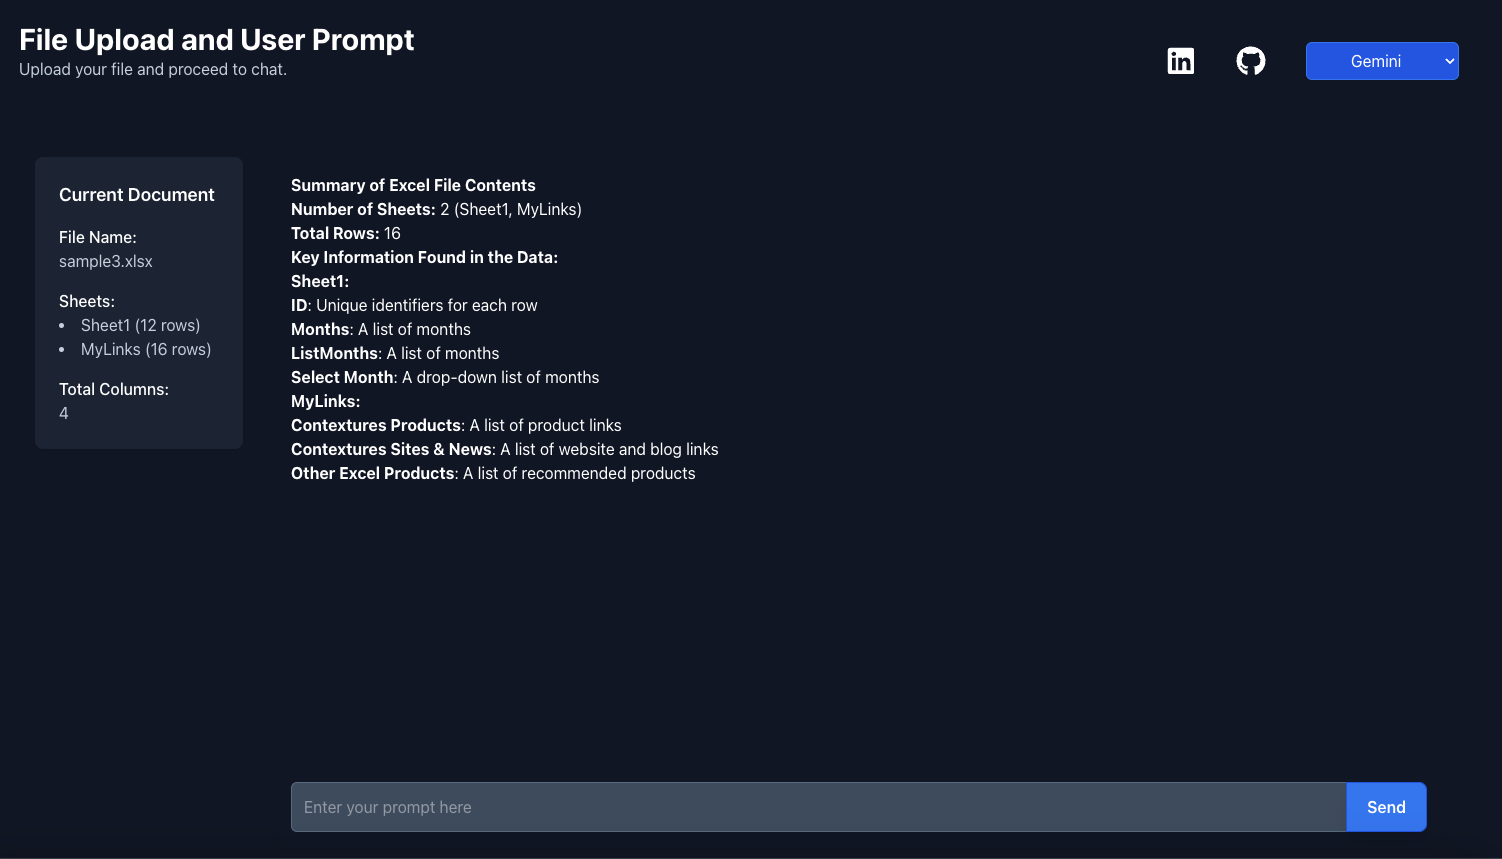 File Upload and User Prompt
Upload your file and proceed to chat.
Gemini
Current Document
File Name:
sample3.xlsx
Sheets:
• Sheet1 (12 rows)
• MyLinks (16 rows)
Total Columns:
4
Summary of Excel File Contents
Number of Sheets: 2 (Sheet1, MyLinks)
Total Rows: 16
Key Information Found in the Data:
Sheet1:
ID: Unique identifiers for each row
Months: A list of months
ListMonths: A list of months
Select Month: A drop-down list of months
MyLinks:
Contextures Products: A list of product links
Contextures Sites & News: A list of website and blog links
Other Excel Products: A list of recommended products
Enter your prompt here
Send